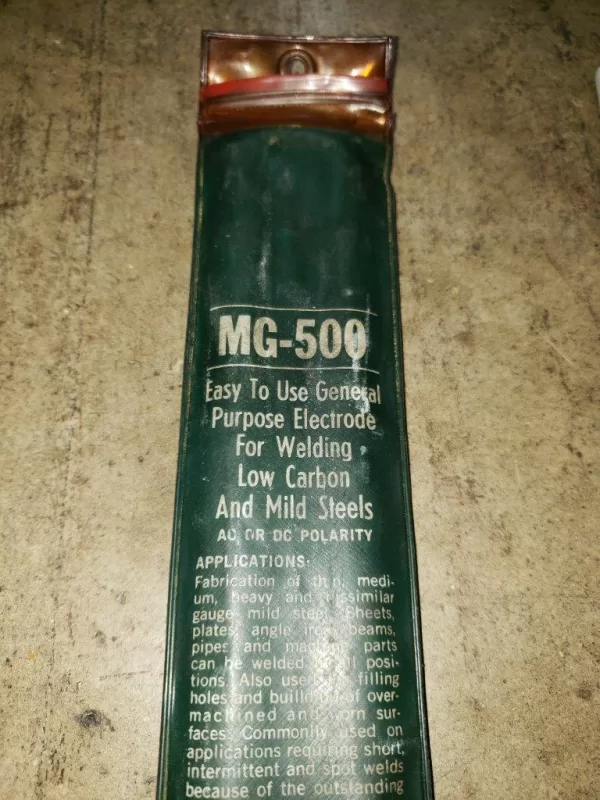 MG-500
Easy To Use General
Purpose Electrode
For Welding
Low Carbon
And Mild Steels
AC OR DC POLARITY
APPLICATIONS:
Fabrication of thin, medi-
um, heavy and dissimilar
gauge mild steel. Sheets,
plates, angle iron, beams,
pipes and machine parts
can be welded in all posi-
tions. Also used in filling
holes and building of over-
machined and worn sur-
faces. Commonly used on
applications requiring short,
intermittent and spot welds
because of the outstanding